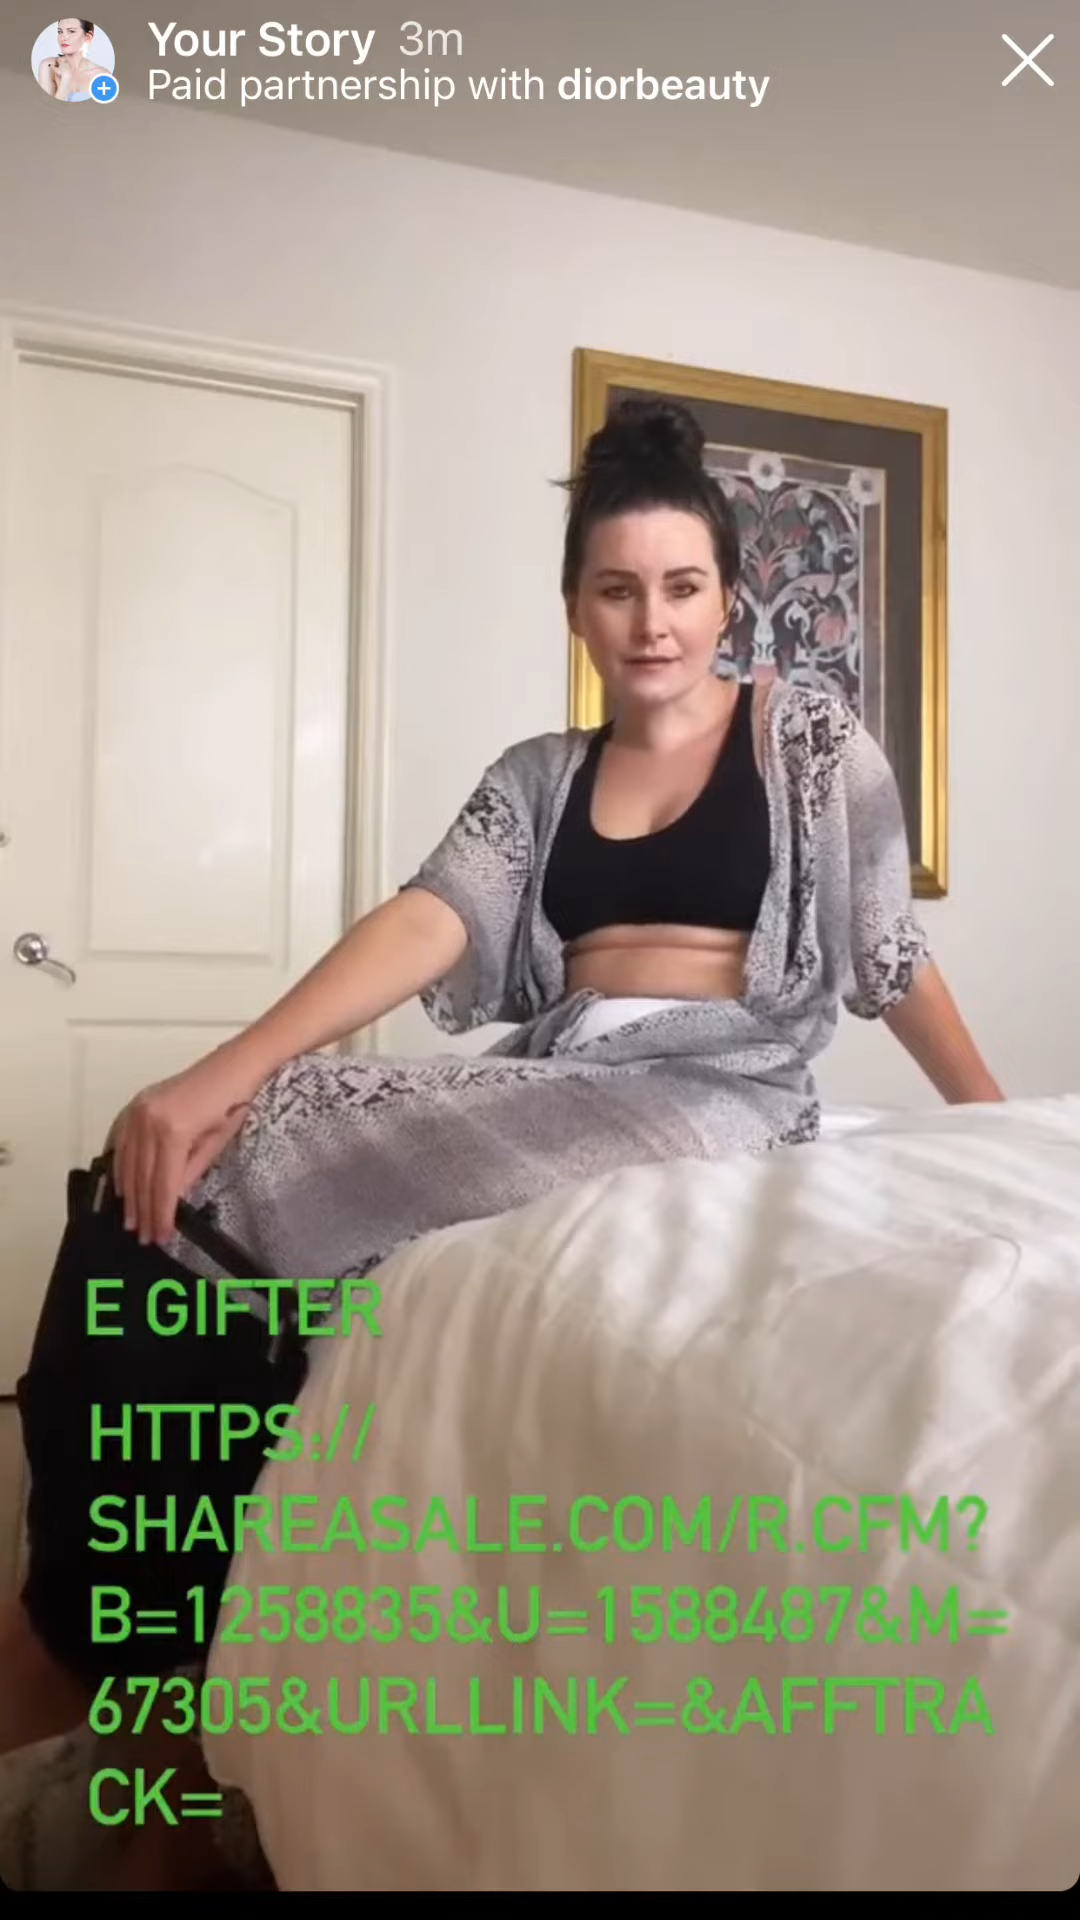 Your Story 3m
Paid partnership with diorbeauty
E GIFTER
HTTPS://
SHAREASALE.COM/R.CFM?
B=1258835&U=1588487&M=
67305&URLLINK=&AFFTRA
CK=